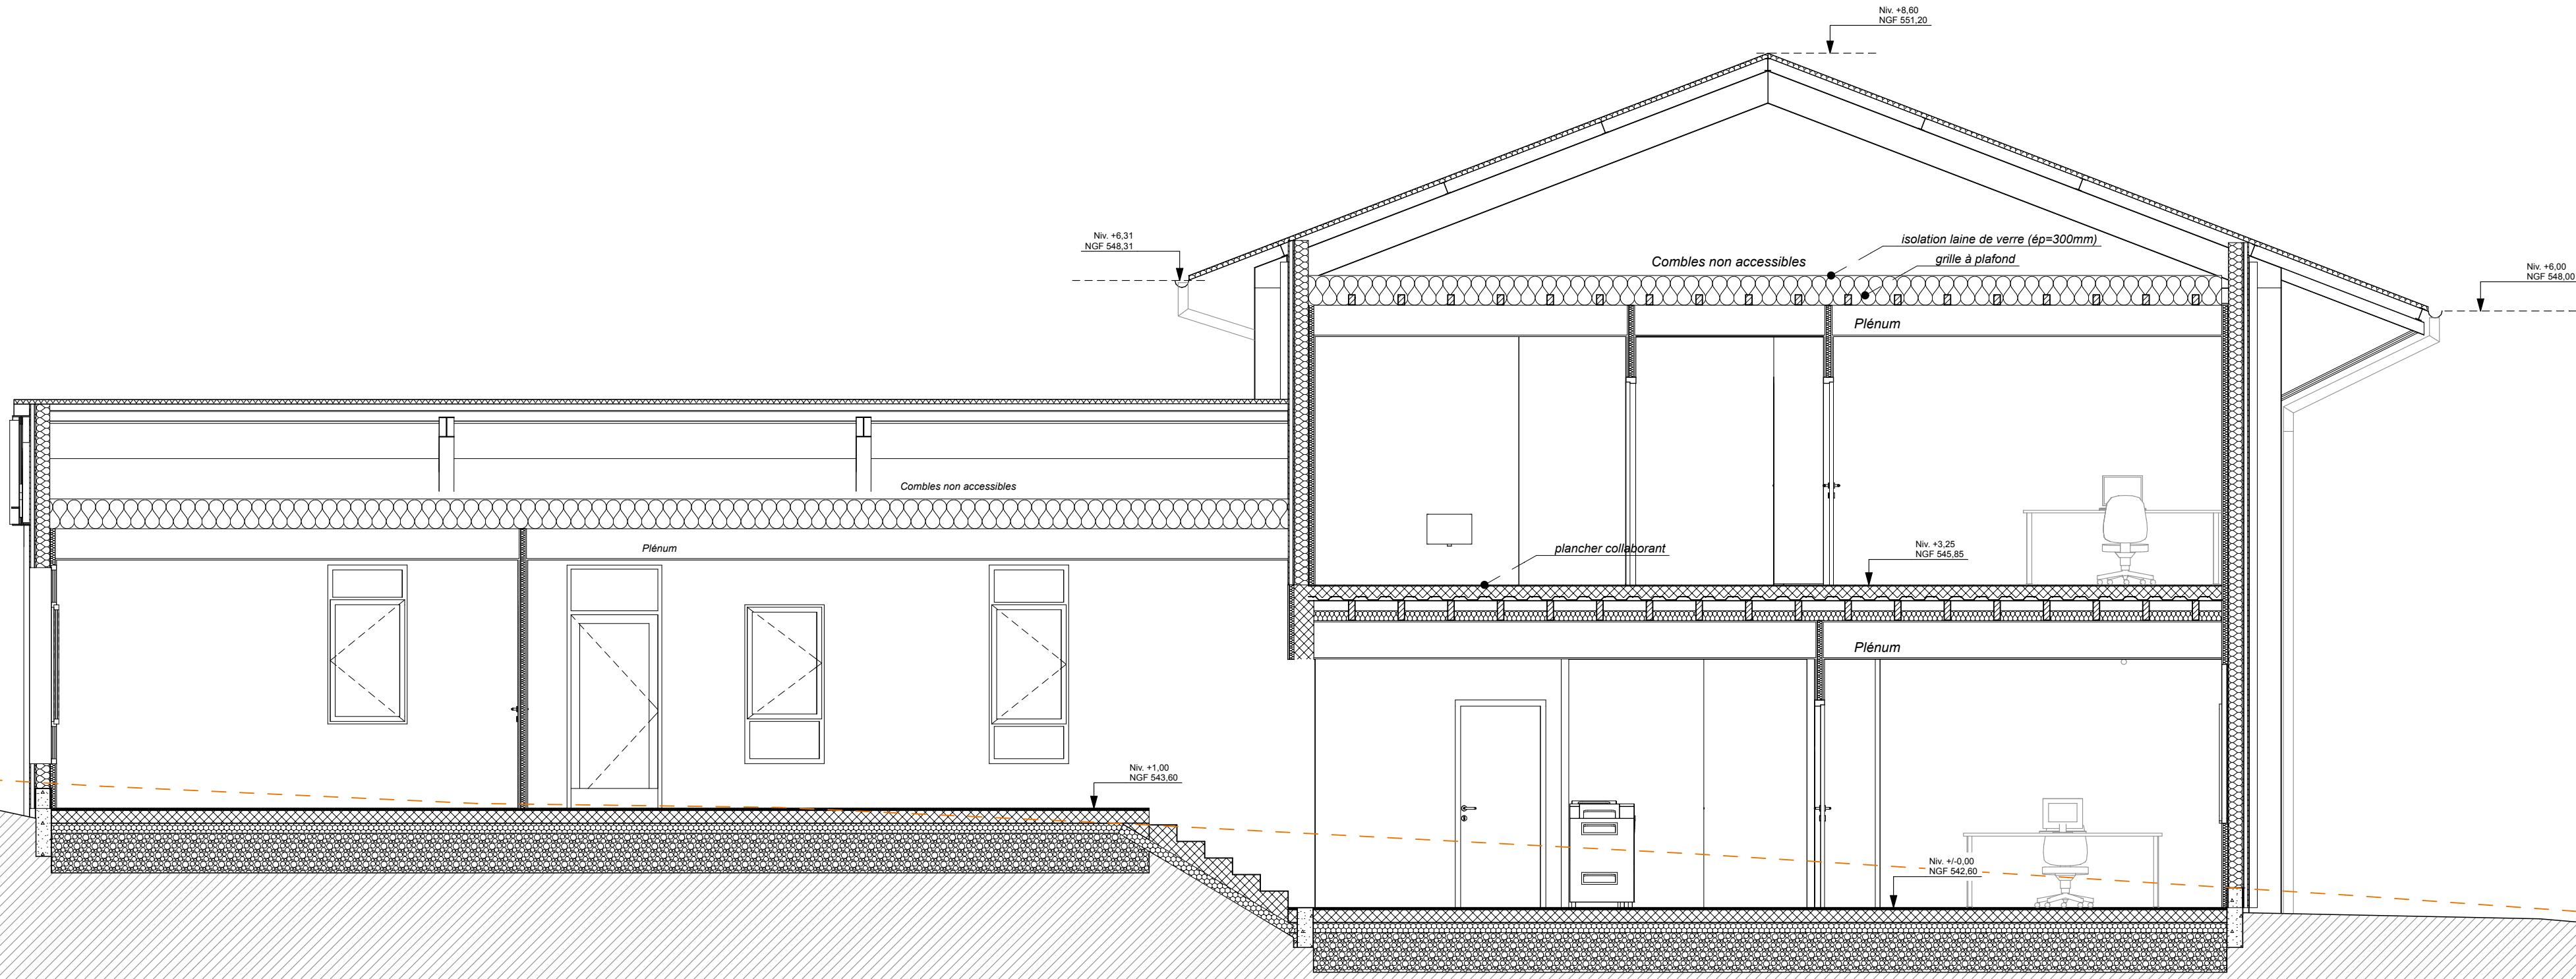 Niv. +8,60
NGF 551,20
Niv. +6,31
NGF 548,31
isolation laine de verre (ép=300mm)
Combles non accessibles
grille à plafond
Niv. +6,00
NGF 548,00
Plénum
Combles non accessibles
Plénum
plancher collaborant
Niv. +3,25
NGF 545,85
Plénum
Niv. +1,00
NGF 543,60
Niv. +/-0,00
NGF 542,60